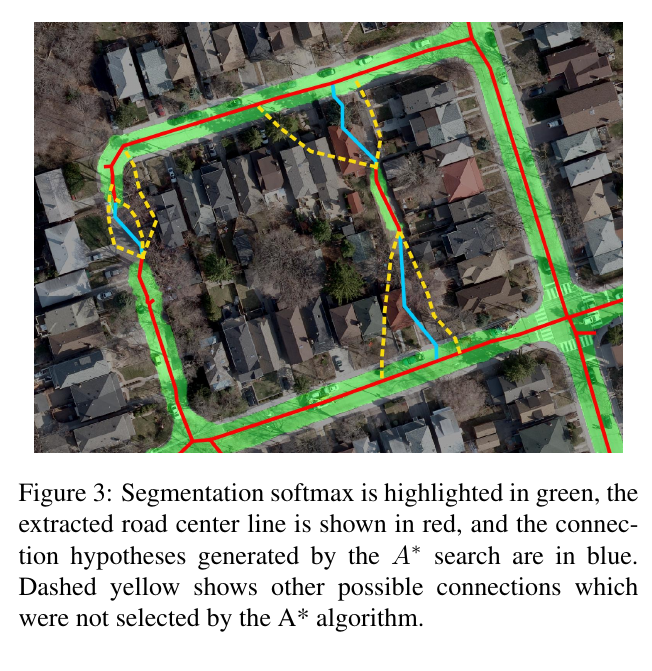 Figure 3: Segmentation softmax is highlighted in green, the
extracted road center line is shown in red, and the connec-
tion hypotheses generated by the A* search are in blue.
Dashed yellow shows other possible connections which
were not selected by the A* algorithm.